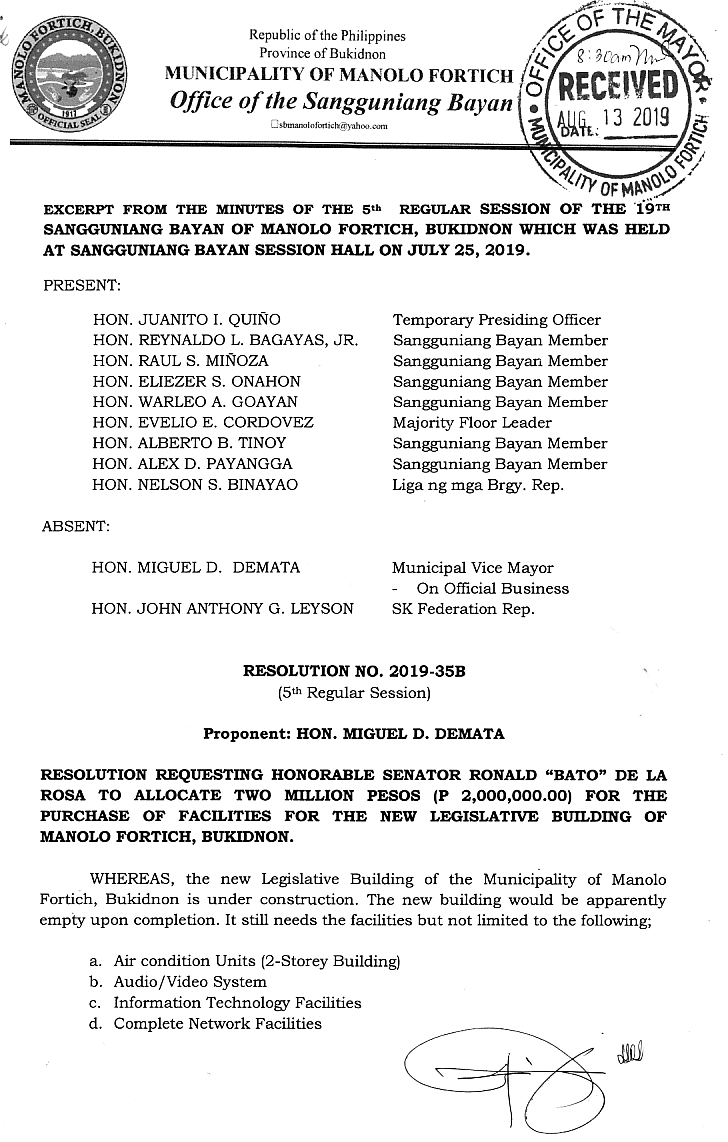 MANOLO FORTICH, BUKIDNON
1917
OFFICIAL SEAL
Republic of the Philippines
Province of Bukidnon
MUNICIPALITY OF MANOLO FORTICH
Office of the Sangguniang Bayan
sbmanolofortich@yahoo.com
OFFICE OF THE MAYOR
8:30am
RECEIVED
AUG 13 2019
DATE:
MUNICIPALITY OF MANOLO FORTICH
EXCERPT FROM THE MINUTES OF THE 5th REGULAR SESSION OF THE 19TH
SANGGUNIANG BAYAN OF MANOLO FORTICH, BUKIDNON WHICH WAS HELD
AT SANGGUNIANG BAYAN SESSION HALL ON JULY 25, 2019.
PRESENT:
HON. JUANITO I. QUIÑO Temporary Presiding Officer
HON. REYNALDO L. BAGAYAS, JR. Sangguniang Bayan Member
HON. RAUL S. MIÑOZA Sangguniang Bayan Member
HON. ELIEZER S. ONAHON Sangguniang Bayan Member
HON. WARLEO A. GOAYAN Sangguniang Bayan Member
HON. EVELIO E. CORDOVEZ Majority Floor Leader
HON. ALBERTO B. TINOY Sangguniang Bayan Member
HON. ALEX D. PAYANGGA Sangguniang Bayan Member
HON. NELSON S. BINAYAO Liga ng mga Brgy. Rep.
ABSENT:
HON. MIGUEL D. DEMATA Municipal Vice Mayor
- On Official Business
HON. JOHN ANTHONY G. LEYSON SK Federation Rep.
RESOLUTION NO. 2019-35B
(5th Regular Session)
Proponent: HON. MIGUEL D. DEMATA
RESOLUTION REQUESTING HONORABLE SENATOR RONALD “BATO” DE LA
ROSA TO ALLOCATE TWO MILLION PESOS (P 2,000,000.00) FOR THE
PURCHASE OF FACILITIES FOR THE NEW LEGISLATIVE BUILDING OF
MANOLO FORTICH, BUKIDNON.
WHEREAS, the new Legislative Building of the Municipality of Manolo
Fortich, Bukidnon is under construction. The new building would be apparently
empty upon completion. It still needs the facilities but not limited to the following;
a. Air condition Units (2-Storey Building)
b. Audio/Video System
c. Information Technology Facilities
d. Complete Network Facilities